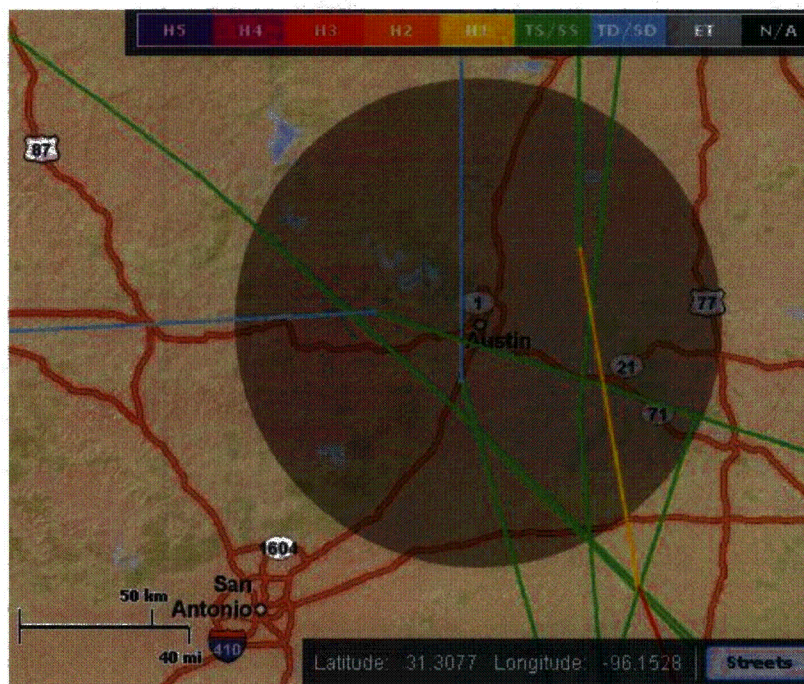 H5 H4 H3 H2 H1 TS/SS TD/SD ET N/A
87
1
77
Austin
21
71
1604
50 km
San
Antonio
40 mi
410
Latitude: 31.3077 Longitude: -96.1528 Streets